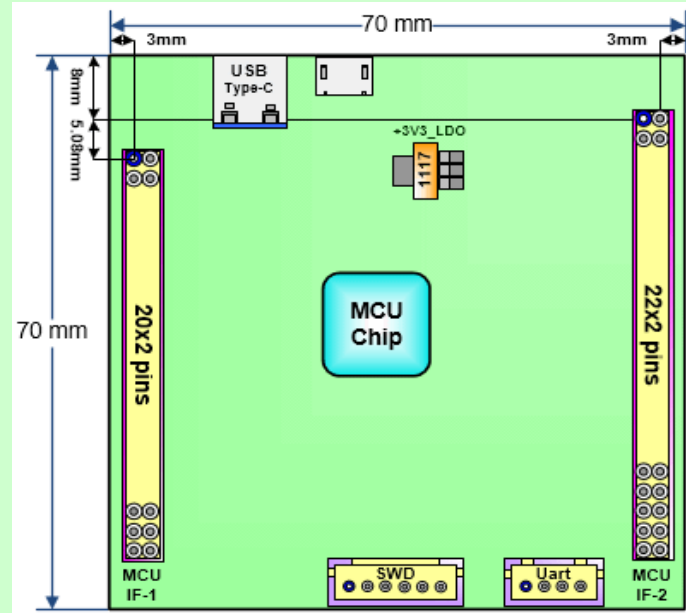 70 mm
3mm
3mm
8mm
5.08mm
USB
Type-C
+3V3_LDO
1117
MCU
Chip
70 mm
20x2 pins
22x2 pins
SWD
Uart
MCU
IF-1
MCU
IF-2